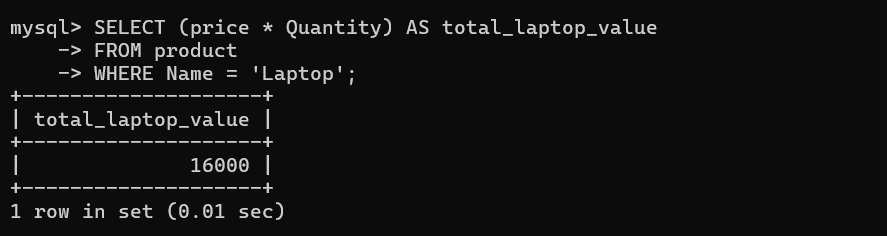 mysql> SELECT (price * Quantity) AS total_laptop_value
    -> FROM product
    -> WHERE Name = 'Laptop';
+--------------------+
| total_laptop_value |
+--------------------+
|              16000 |
+--------------------+
1 row in set (0.01 sec)